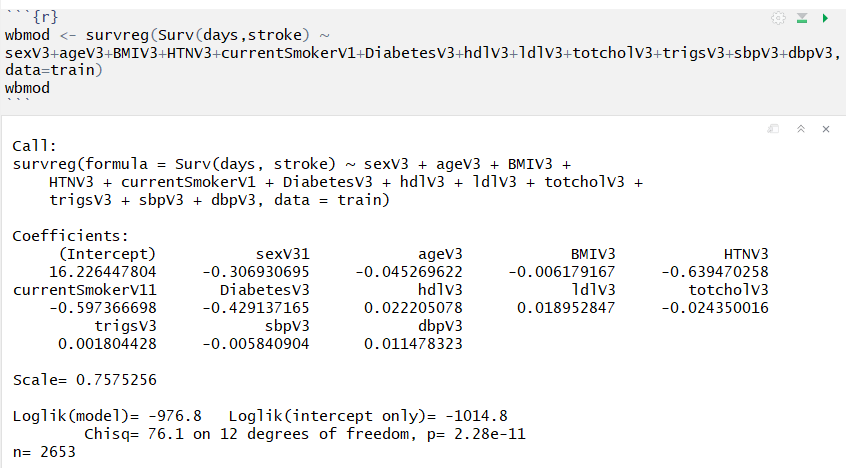 ```{r}
wbmod <- survreg(Surv(days,stroke) ~
sexV3+ageV3+BMIV3+HTNV3+currentSmokerV1+DiabetesV3+hdlV3+ldlV3+totcholV3+trigsV3+sbpV3+dbpV3,
data=train)
wbmod
```
Call:
survreg(formula = Surv(days, stroke) ~ sexV3 + ageV3 + BMIV3 +
    HTNV3 + currentSmokerV1 + DiabetesV3 + hdlV3 + ldlV3 + totcholV3 +
    trigsV3 + sbpV3 + dbpV3, data = train)
Coefficients:
    (Intercept)          sexV31           ageV3           BMIV3           HTNV3
   16.226447804    -0.306930695    -0.045269622    -0.006179167    -0.639470258
currentSmokerV11      DiabetesV3           hdlV3           ldlV3       totcholV3
   -0.597366698    -0.429137165     0.022205078     0.018952847    -0.024350016
        trigsV3           sbpV3           dbpV3
    0.001804428    -0.005840904     0.011478323
Scale= 0.7575256
Loglik(model)= -976.8   Loglik(intercept only)= -1014.8
        Chisq= 76.1 on 12 degrees of freedom, p= 2.28e-11
n= 2653